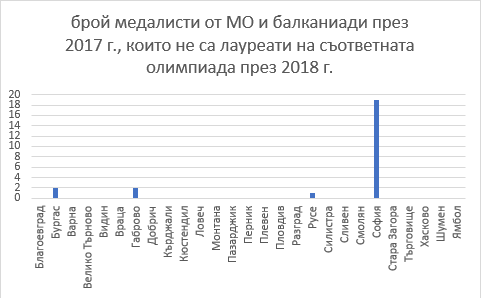 брой медалисти от МО и балканиади през
2017 г., които не са лауреати на съответната
олимпиада през 2018 г.
20
18
16
14
12
10
8
6
4
2
0
Благоевград
Бургас
Варна
Велико Търново
Видин
Враца
Габрово
Добрич
Кърджали
Кюстендил
Ловеч
Монтана
Пазарджик
Перник
Плевен
Пловдив
Разград
Русе
Силистра
Сливен
Смолян
София
Стара Загора
Търговище
Хасково
Шумен
Ямбол